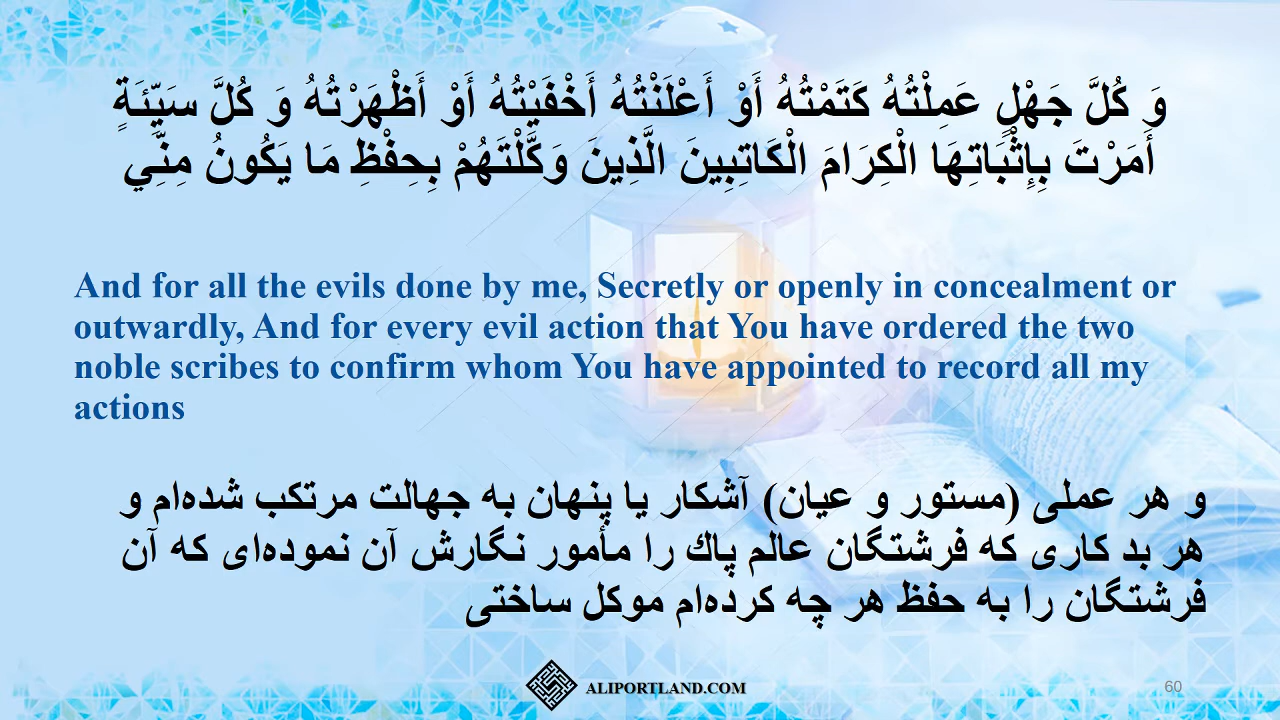 وَ كُلَّ جَهْلٍ عَمِلْتُهُ كَتَمْتُهُ أَوْ أَعْلَنْتُهُ أَخْفَيْتُهُ أَوْ أَظْهَرْتُهُ وَ كُلَّ سَيِّئَةٍ
أَمَرْتَ بِإِثْبَاتِهَا الْكِرَامَ الْكَاتِبِينَ الَّذِينَ وَكَّلْتَهُمْ بِحِفْظِ مَا يَكُونُ مِنِّي
And for all the evils done by me, Secretly or openly in concealment or
outwardly, And for every evil action that You have ordered the two
noble scribes to confirm whom You have appointed to record all my
actions
و هر عملی (مستور و عیان) آشکار یا پنهان به جهالت مرتکب شده‌ام و
هر بد کاری که فرشتگان عالم پاك را مأمور نگارش آن نموده‌ای که آن
فرشتگان را به حفظ هر چه کرده‌ام موکل ساختی
ALIPORTLAND.COM
60